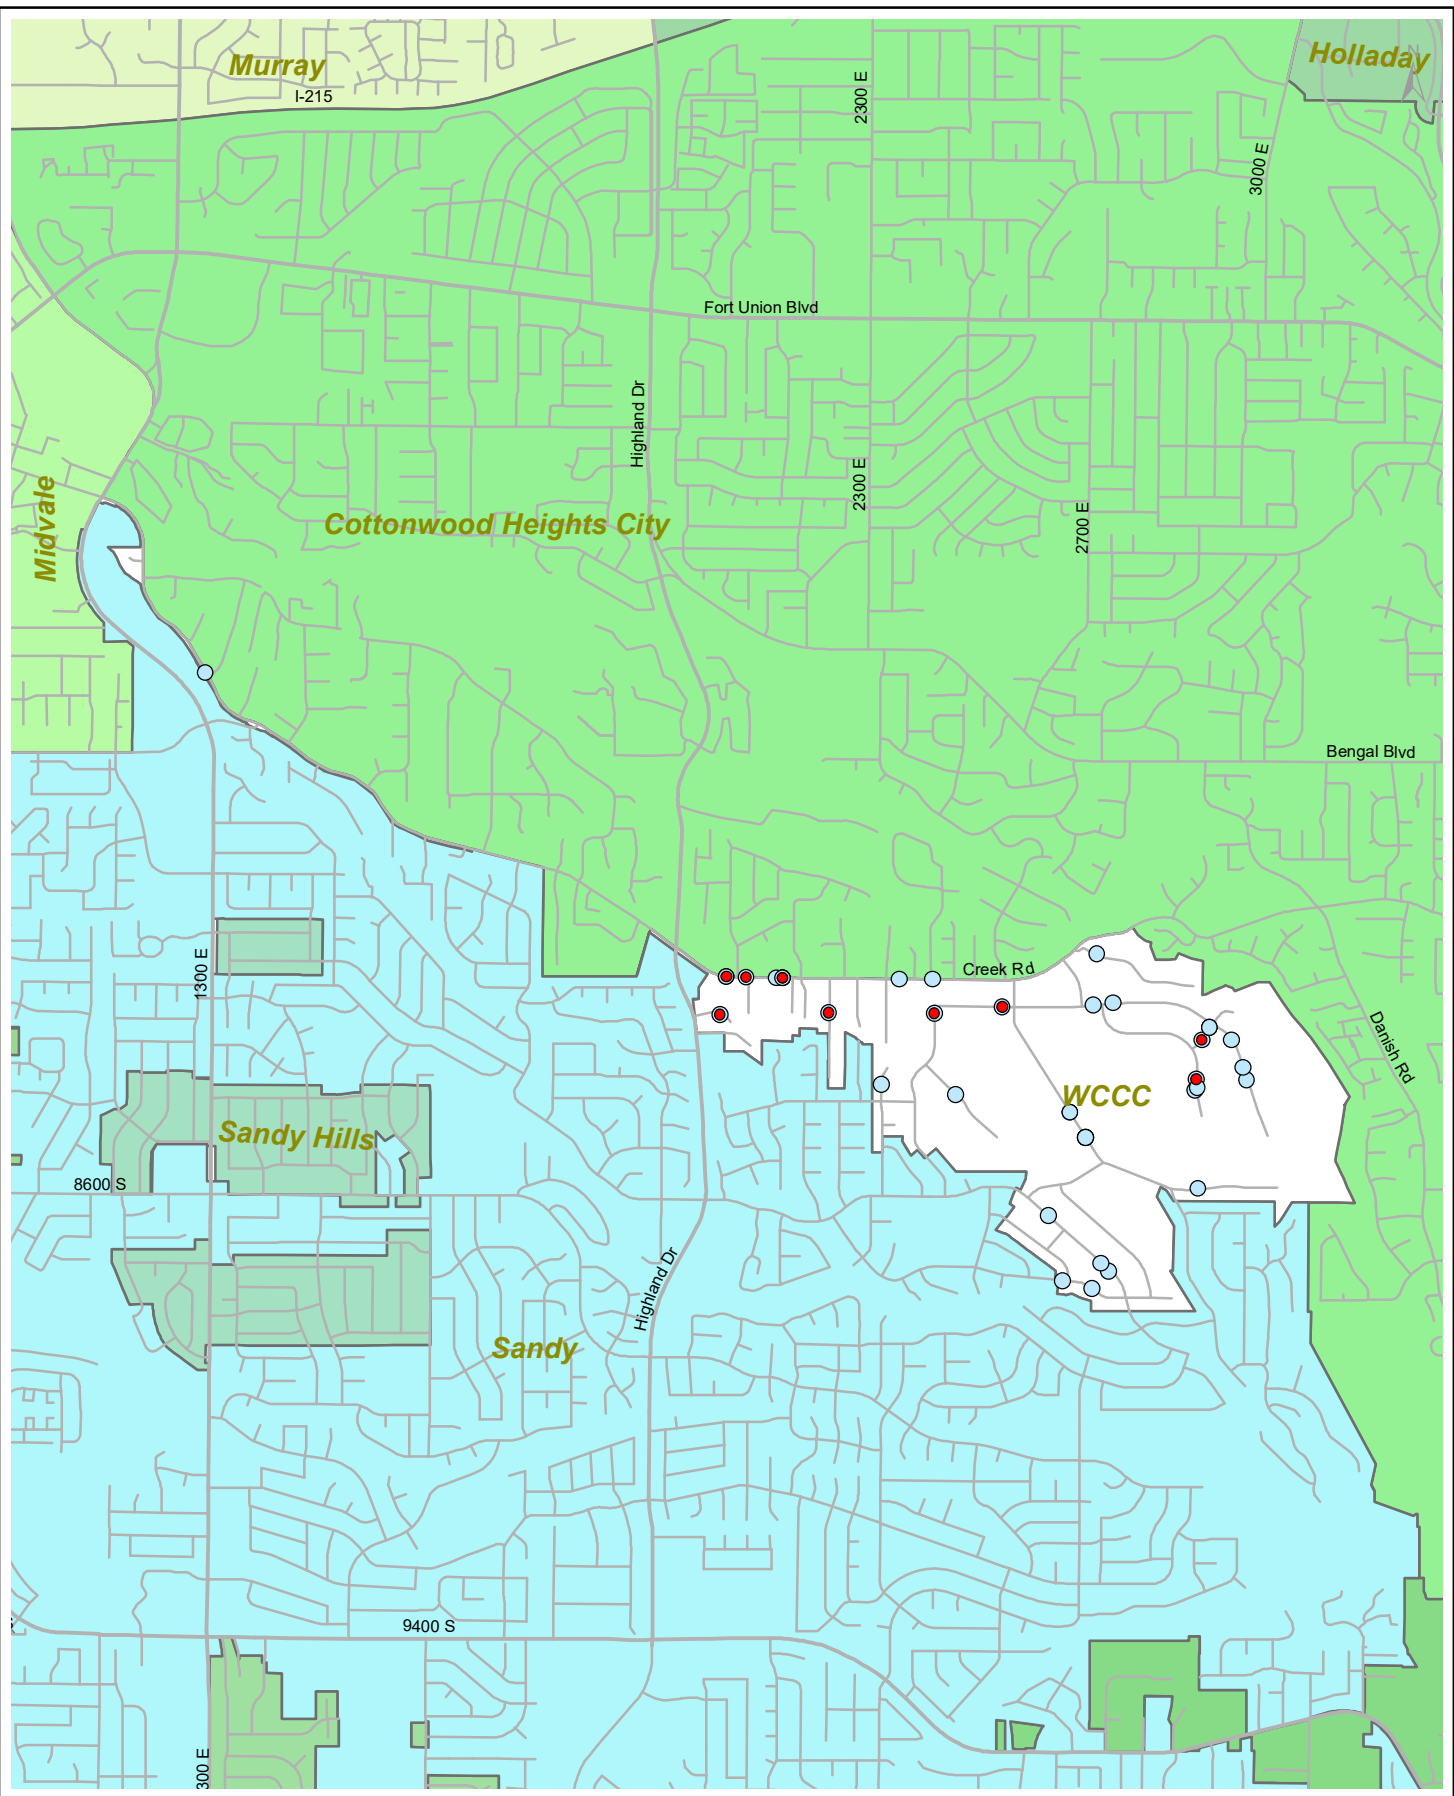 Murray
Holladay
I-215
2300 E
3000 E
Fort Union Blvd
Highland Dr
2300 E
Midvale
Cottonwood Heights City
2700 E
Bengal Blvd
1300 E
Creek Rd
Danish Rd
WCCC
Sandy Hills
8600 S
Highland Dr
Sandy
9400 S
300 E